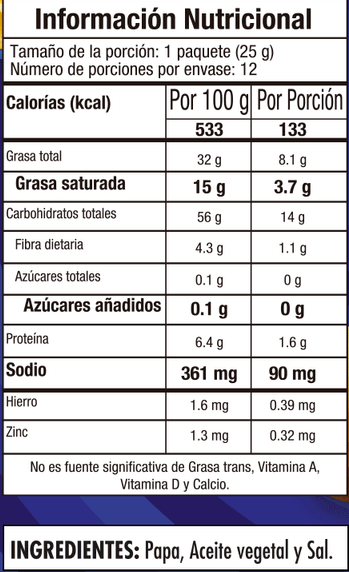 Información Nutricional
Tamaño de la porción: 1 paquete (25 g)
Número de porciones por envase: 12
Calorías (kcal) Por 100 g Por Porción
533 133
Grasa total 32 g 8.1 g
Grasa saturada 15 g 3.7 g
Carbohidratos totales 56 g 14 g
Fibra dietaria 4.3 g 1.1 g
Azúcares totales 0.1 g 0 g
Azúcares añadidos 0.1 g 0 g
Proteína 6.4 g 1.6 g
Sodio 361 mg 90 mg
Hierro 1.6 mg 0.39 mg
Zinc 1.3 mg 0.32 mg
No es fuente significativa de Grasa trans, Vitamina A,
Vitamina D y Calcio.
INGREDIENTES: Papa, Aceite vegetal y Sal.